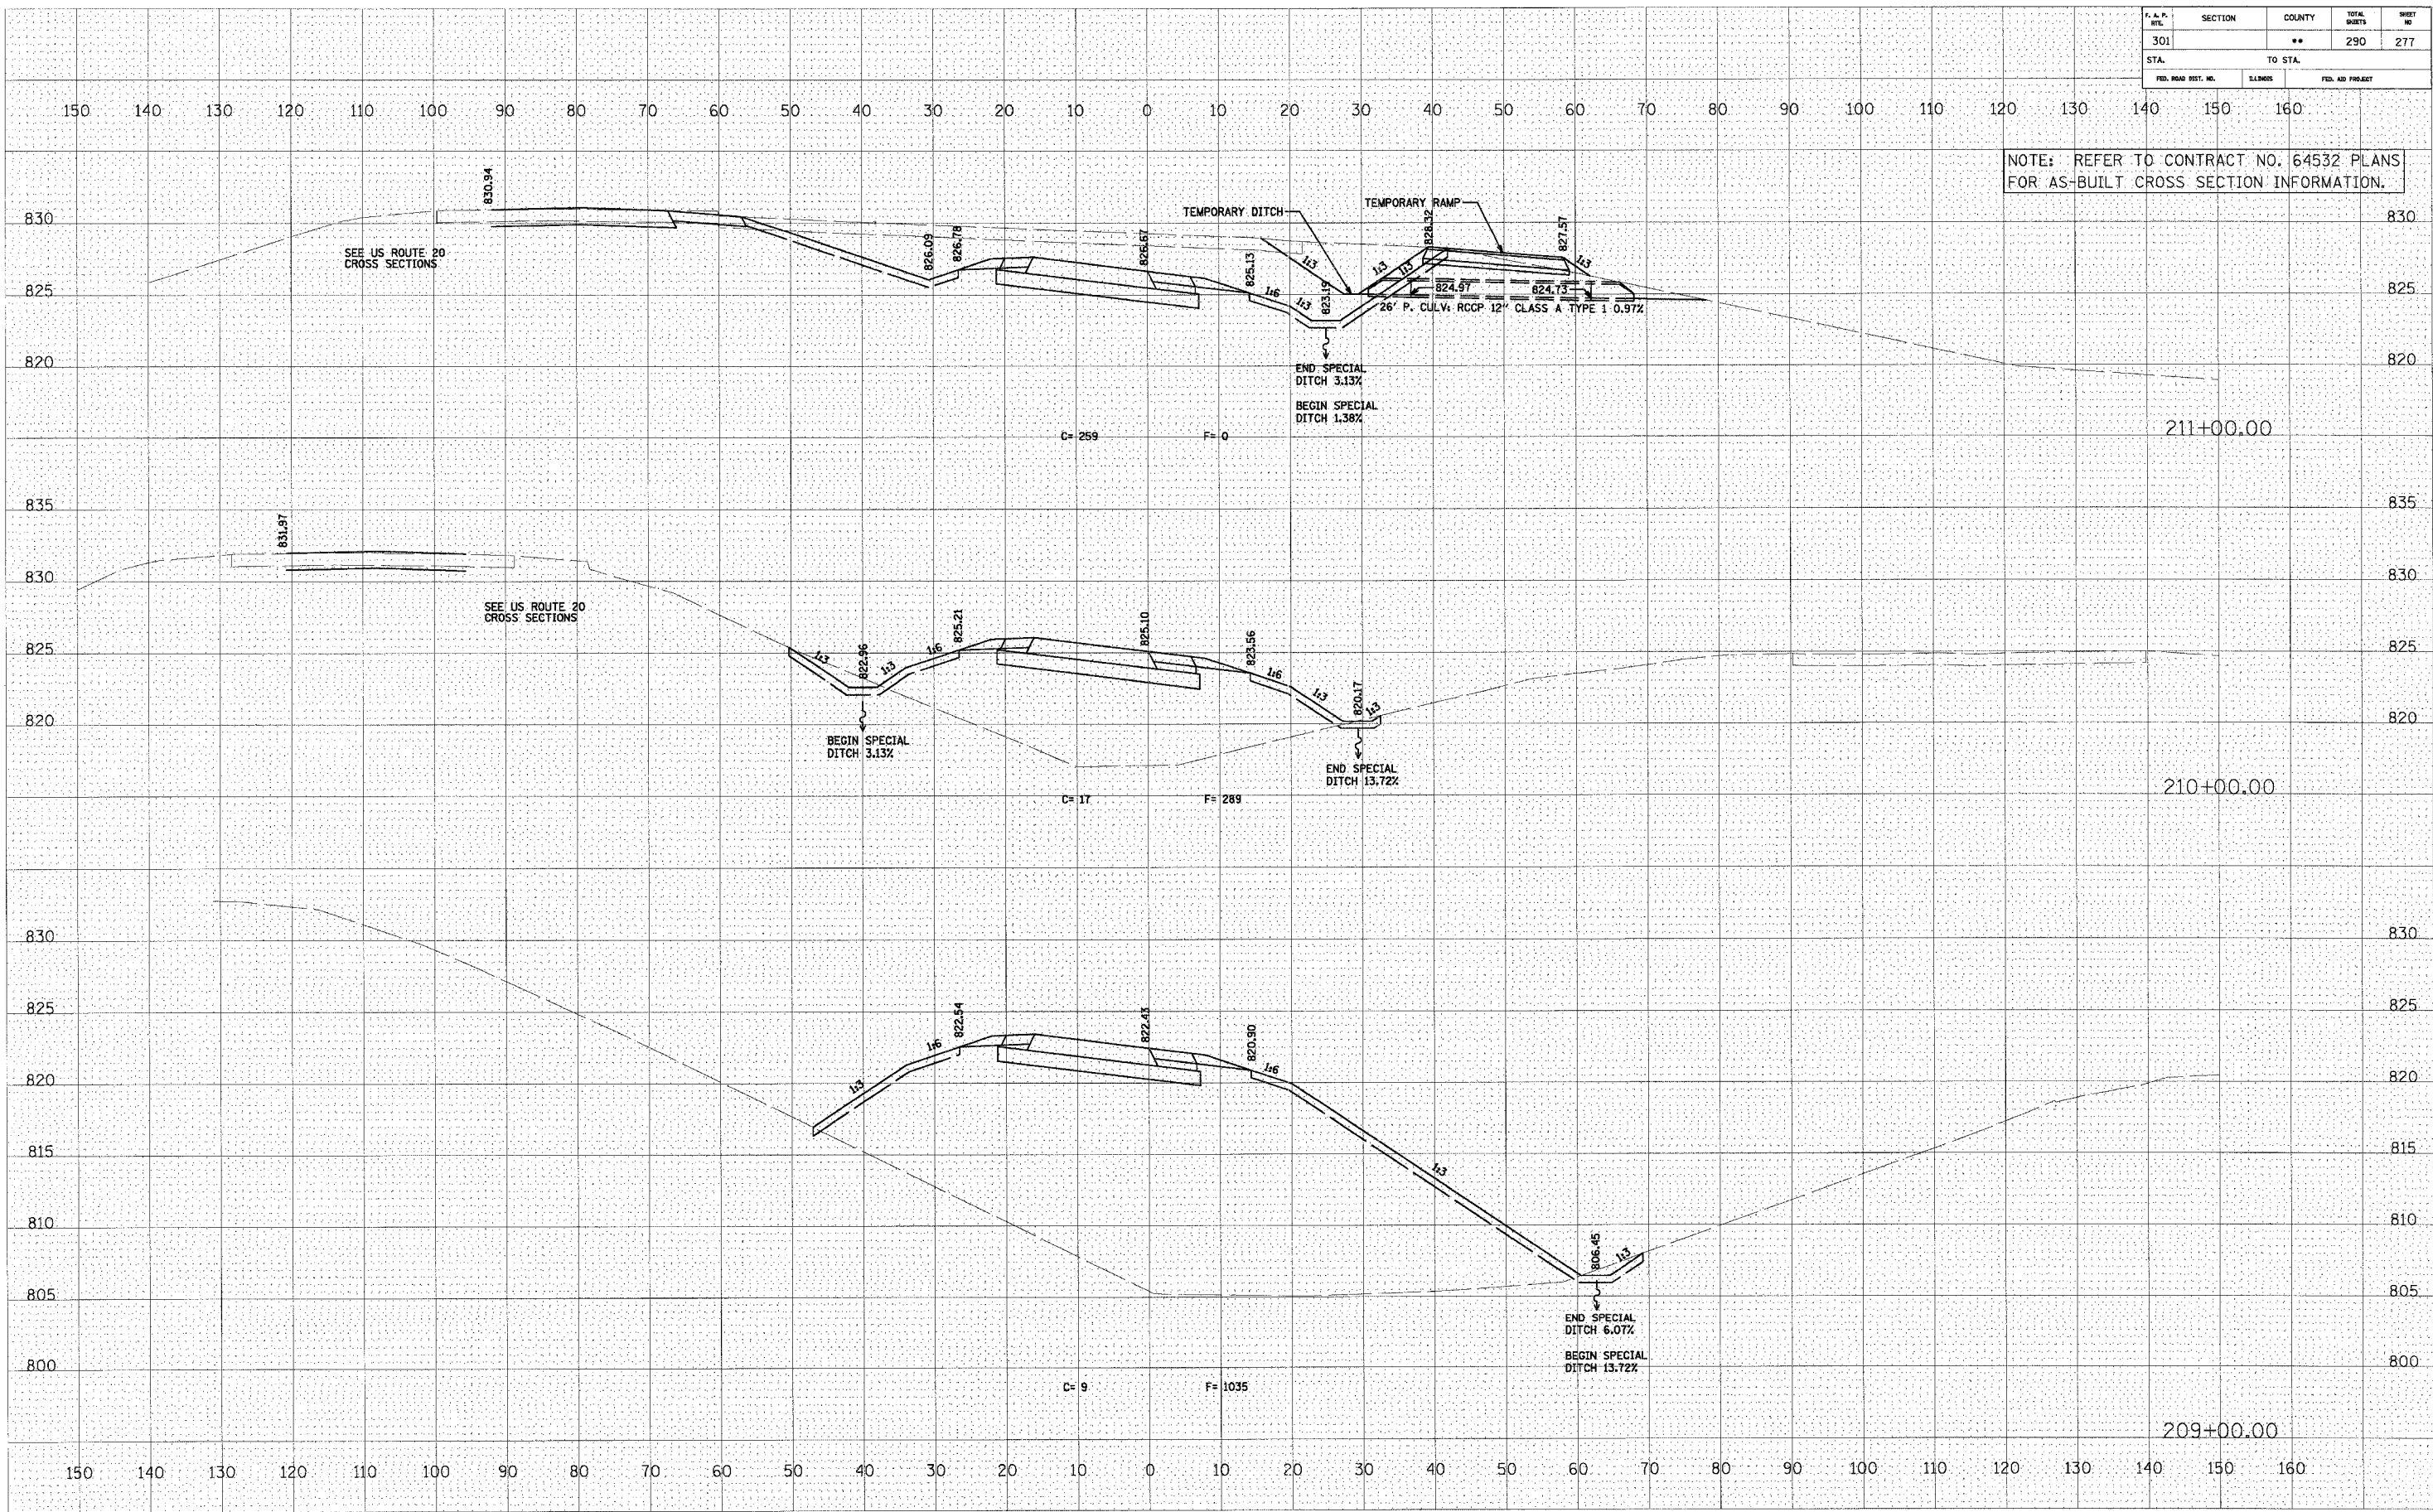 F. A. P. RTE. SECTION COUNTY TOTAL SHEETS SHEET NO
301 ** 290 277
STA. TO STA.
FED. ROAD DIST. NO. ILLINOIS FED. AID PROJECT
150 140 130 120 110 100 90 80 70 60 50 40 30 20 10 0 10 20 30 40 50 60 70 80 90 100 110 120 130 140 150 160
NOTE: REFER TO CONTRACT NO. 64532 PLANS
FOR AS-BUILT CROSS SECTION INFORMATION.
830 830
825 825
820 820
830.94
SEE US ROUTE 20
CROSS SECTIONS
826.09
826.78
826.67
825.13
823.19
TEMPORARY DITCH
TEMPORARY RAMP
828.32
827.57
1:3
1:6
1:3
1:3
1:3
1:3
824.97
824.73
26' P. CULV: RCCP 12" CLASS A TYPE 1 0.97%
END SPECIAL
DITCH 3.13%
BEGIN SPECIAL
DITCH 1.38%
C= 259 F= 0
211+00.00
835 835
830 830
825 825
820 820
831.97
SEE US ROUTE 20
CROSS SECTIONS
1:3
822.96
1:3
1:6
825.21
825.10
823.56
1:6
1:3
820.17
1:3
BEGIN SPECIAL
DITCH 3.13%
END SPECIAL
DITCH 13.72%
C= 17 F= 289
210+00.00
830 830
825 825
820 820
815 815
810 810
805 805
800 800
1:3
1:6
822.54
822.43
820.90
1:6
1:3
806.45
1:3
END SPECIAL
DITCH 6.07%
BEGIN SPECIAL
DITCH 13.72%
C= 9 F= 1035
209+00.00
150 140 130 120 110 100 90 80 70 60 50 40 30 20 10 0 10 20 30 40 50 60 70 80 90 100 110 120 130 140 150 160